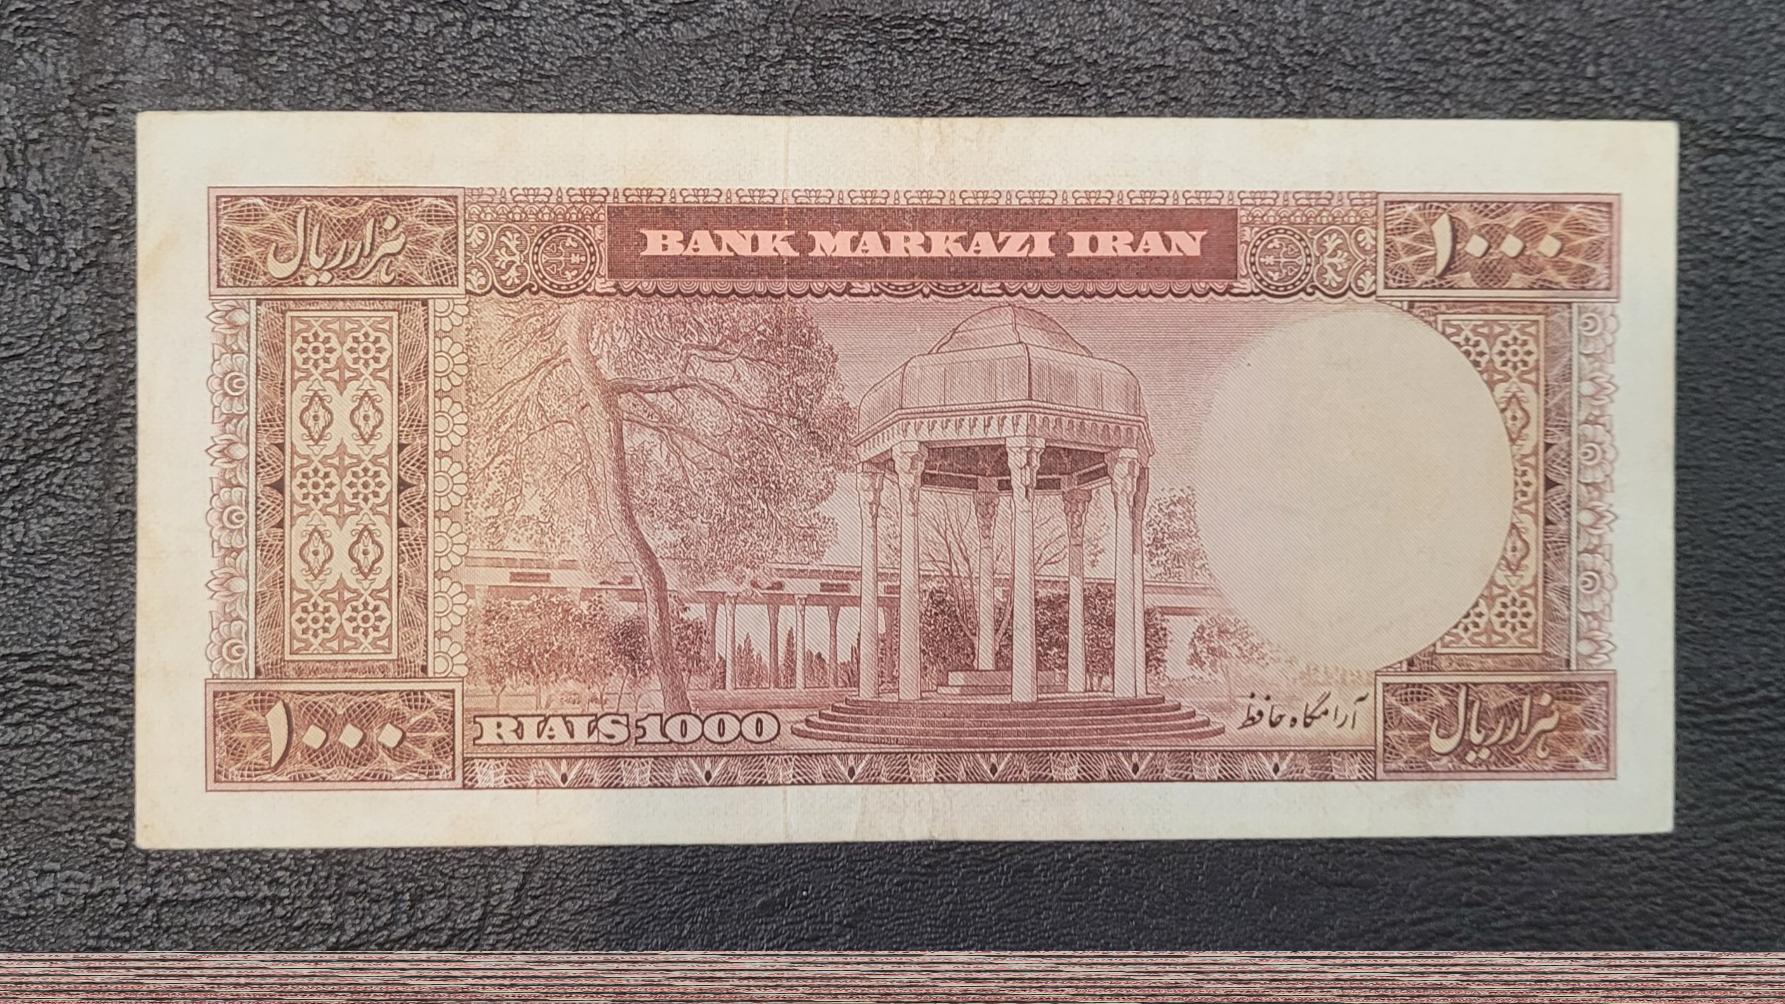 هزار ریال
BANK MARKAZI IRAN
۱۰۰۰
۱۰۰۰
RIALS 1000
آرامگاه حافظ
هزار ریال